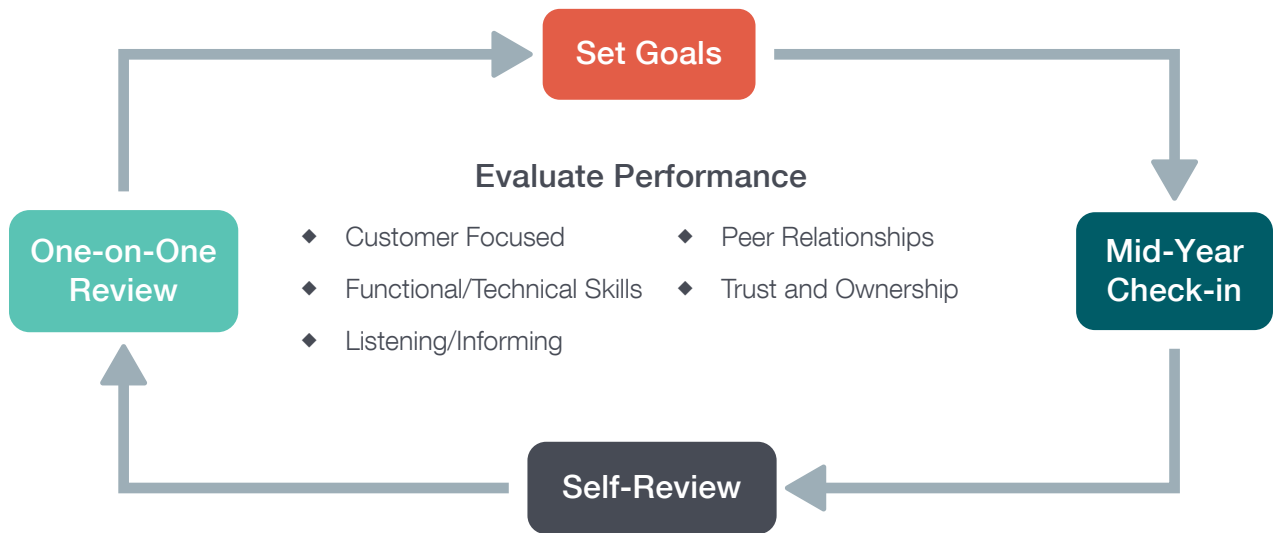 Set Goals
Evaluate Performance
One-on-One
Review
Customer Focused
Functional/Technical Skills
Listening/Informing
Peer Relationships
Trust and Ownership
Mid-Year
Check-in
Self-Review